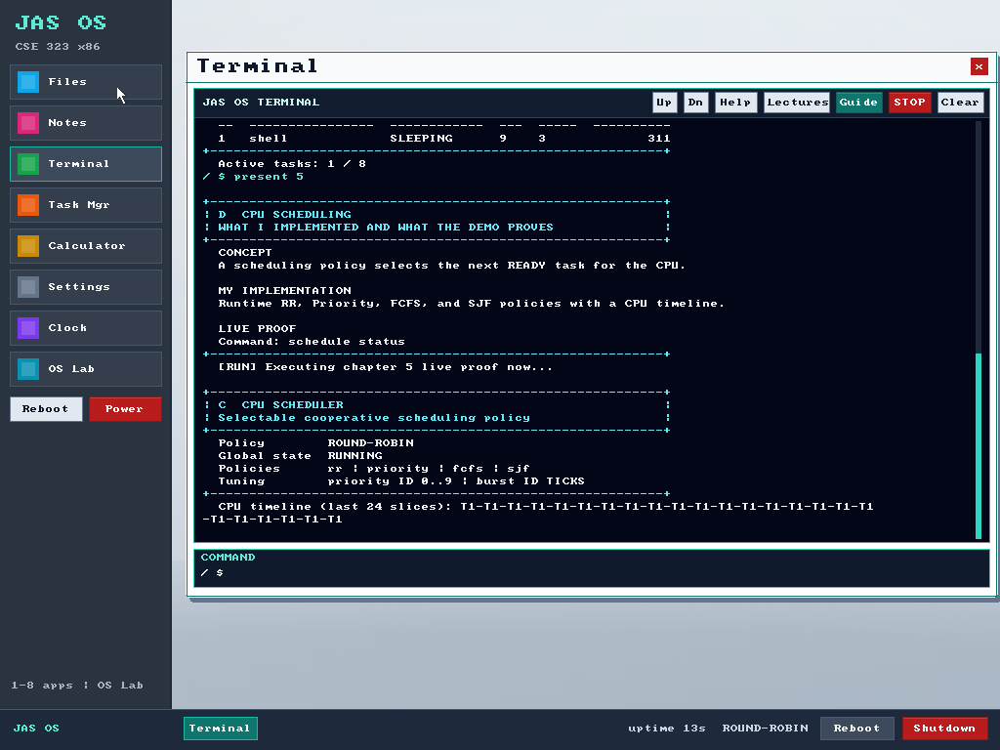 JAS OS
CSE 323 x86
Files
Notes
Terminal
Task Mgr
Calculator
Settings
Clock
OS Lab
Reboot Power
1-8 apps ¦ OS Lab
Terminal x
JAS OS TERMINAL Up Dn Help Lectures Guide STOP Clear
-- ---------------- ------------ --- ----- ----------
1 shell SLEEPING 9 3 311
+----------------------------------------------------------+
Active tasks: 1 / 8
/ $ present 5
+----------------------------------------------------------+
¦ D CPU SCHEDULING ¦
¦ WHAT I IMPLEMENTED AND WHAT THE DEMO PROVES ¦
+----------------------------------------------------------+
CONCEPT
A scheduling policy selects the next READY task for the CPU.
MY IMPLEMENTATION
Runtime RR, Priority, FCFS, and SJF policies with a CPU timeline.
LIVE PROOF
Command: schedule status
+----------------------------------------------------------+
[RUN] Executing chapter 5 live proof now...
+----------------------------------------------------------+
¦ C CPU SCHEDULER ¦
¦ Selectable cooperative scheduling policy ¦
+----------------------------------------------------------+
Policy ROUND-ROBIN
Global state RUNNING
Policies rr ¦ priority ¦ fcfs ¦ sjf
Tuning priority ID 0..9 ¦ burst ID TICKS
+----------------------------------------------------------+
CPU timeline (last 24 slices): T1-T1-T1-T1-T1-T1-T1-T1-T1-T1-T1-T1-T1-T1-T1-T1-T1-T1
-T1-T1-T1-T1-T1-T1
COMMAND
/ $
JAS OS Terminal uptime 13s ROUND-ROBIN Reboot Shutdown